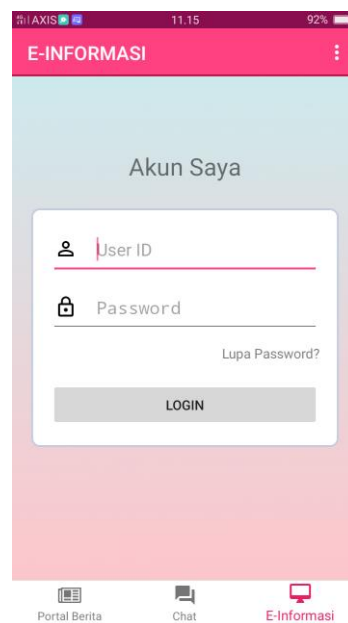 AXIS 11.15 92%
E-INFORMASI
Akun Saya
User ID
Password
Lupa Password?
LOGIN
Portal Berita Chat E-Informasi